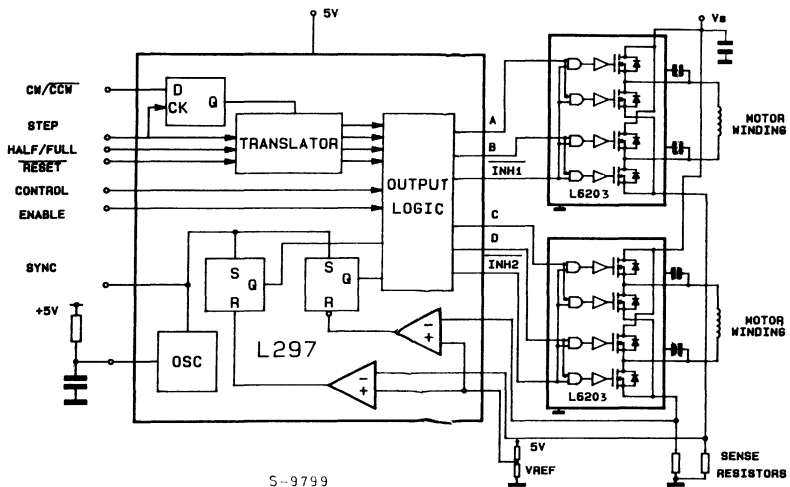 5V
Vs
CW/CCW
D
CK
Q
STEP
HALF/FULL
RESET
TRANSLATOR
CONTROL
ENABLE
OUTPUT
LOGIC
A
B
INH1
C
D
INH2
L6203
MOTOR
WINDING
SYNC
+5V
S
Q
R
S
Q
R
OSC
L297
-
+
-
+
L6203
MOTOR
WINDING
5V
VREF
SENSE
RESISTORS
S-9799